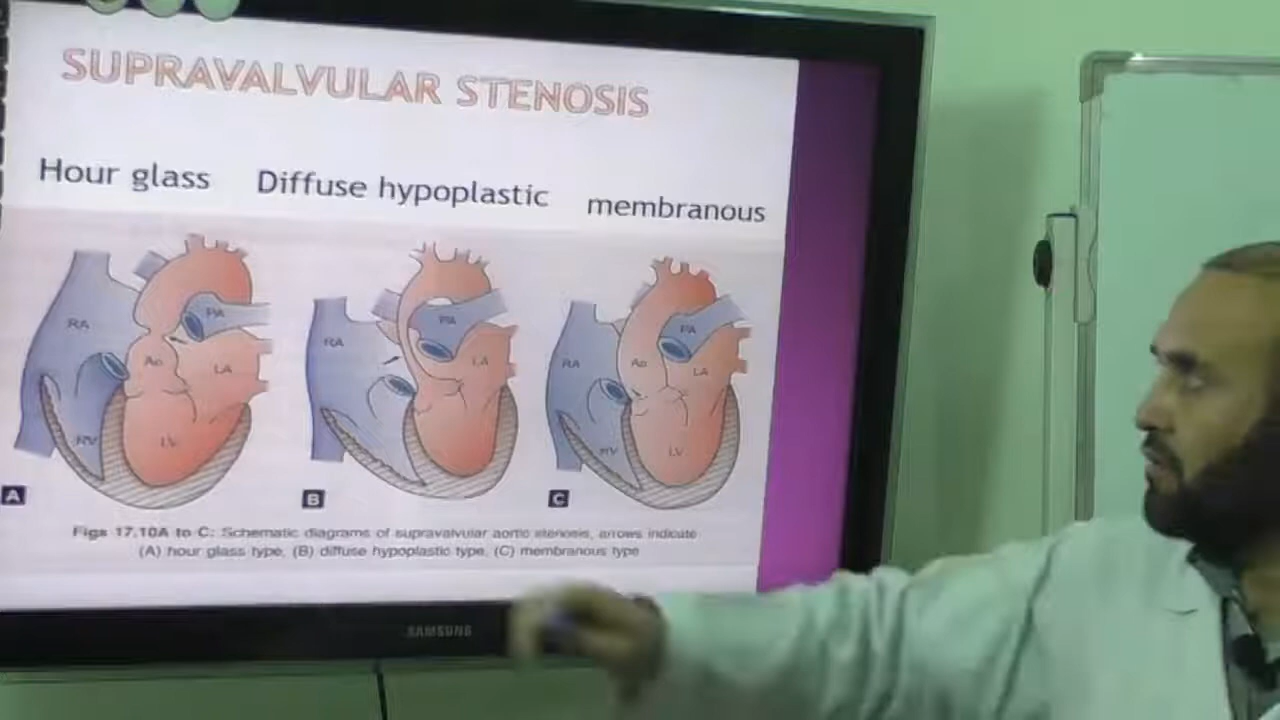 SUPRAVALVULAR STENOSIS
Hour glass
Diffuse hypoplastic
membranous
RA
PA
Ao
LA
RV
LV
A
RA
PA
LA
B
RA
PA
Ao
LA
RV
LV
C
Figs 17.10A to C: Schematic diagrams of supravalvular aortic stenosis, arrows indicate
(A) hour glass type, (B) diffuse hypoplastic type, (C) membranous type
SAMSUNG